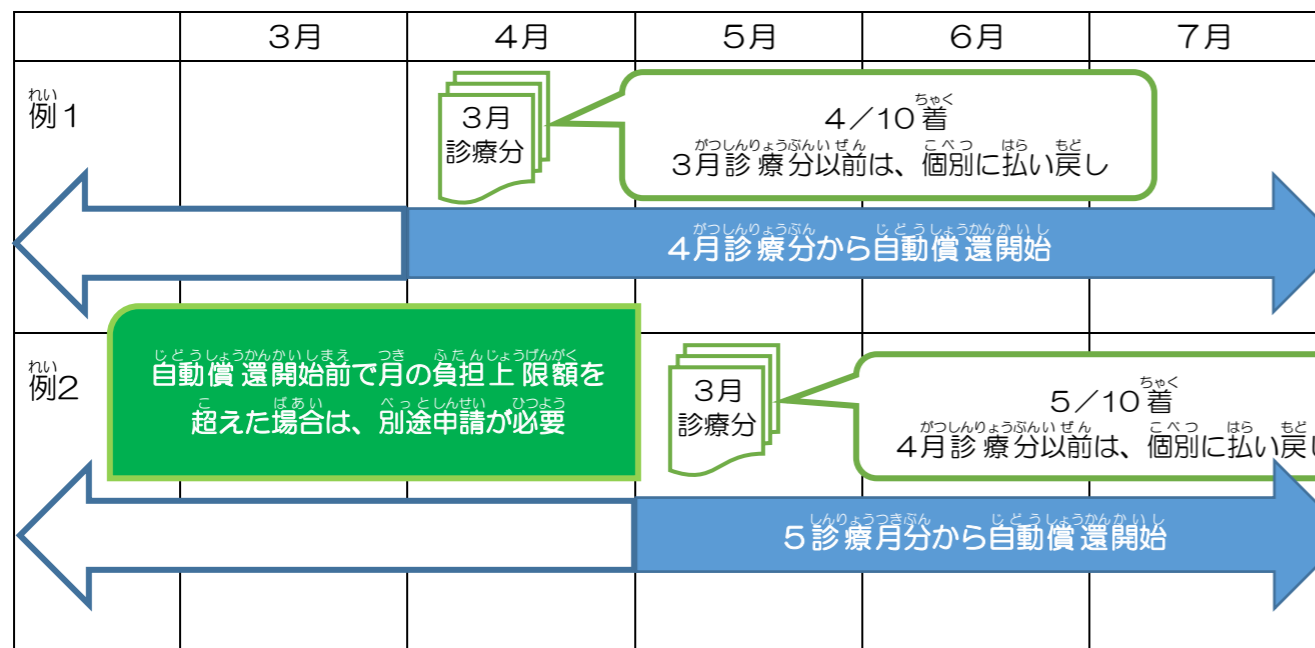 3月 4月 5月 6月 7月
れい
例1
3月
診療分
ちゃく
4／10着
がつしんりょうぶんいぜん こべつ はら もど
3月診療分以前は、個別に払い戻し
がつしんりょうぶん じどうしょうかんかいし
4月診療分から自動償還開始
じどうしょうかんかいしまえ つき ふたんじょうげんがく
自動償還開始前で月の負担上限額を
こ ばあい べっとしんせい ひつよう
超えた場合は、別途申請が必要
れい
例2
3月
診療分
ちゃく
5／10着
がつしんりょうぶんいぜん こべつ はら もど
4月診療分以前は、個別に払い戻し
しんりょうつきぶん じどうしょうかんかいし
5診療月分から自動償還開始